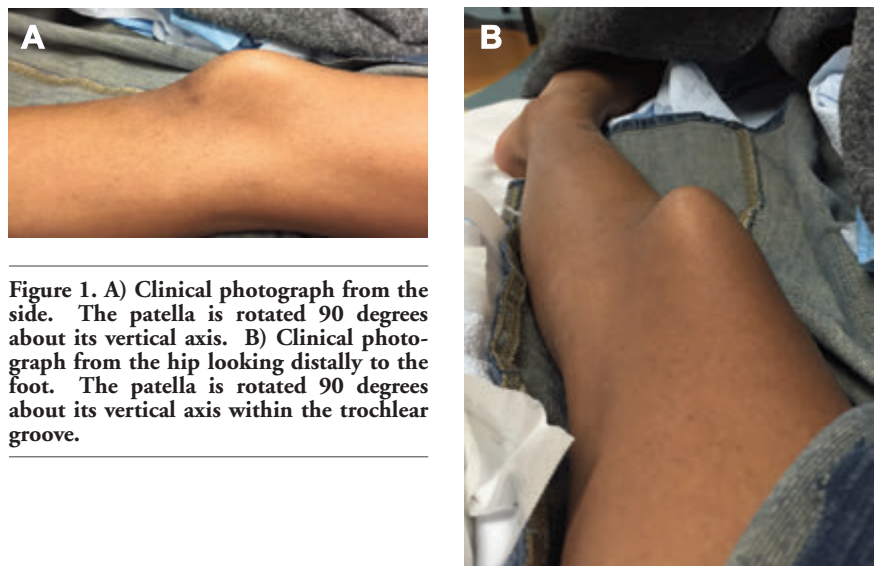 A
B
Figure 1. A) Clinical photograph from the
side. The patella is rotated 90 degrees
about its vertical axis. B) Clinical photo-
graph from the hip looking distally to the
foot. The patella is rotated 90 degrees
about its vertical axis within the trochlear
groove.